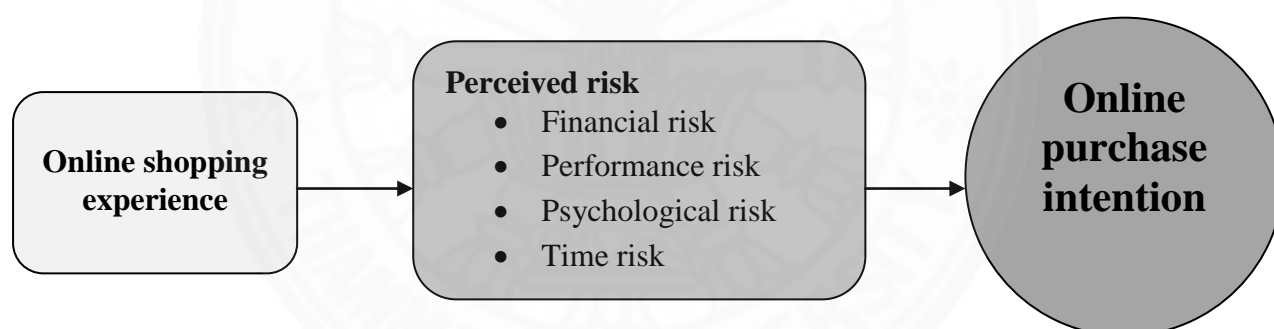 Online shopping
experience
Perceived risk
• Financial risk
• Performance risk
• Psychological risk
• Time risk
Online
purchase
intention